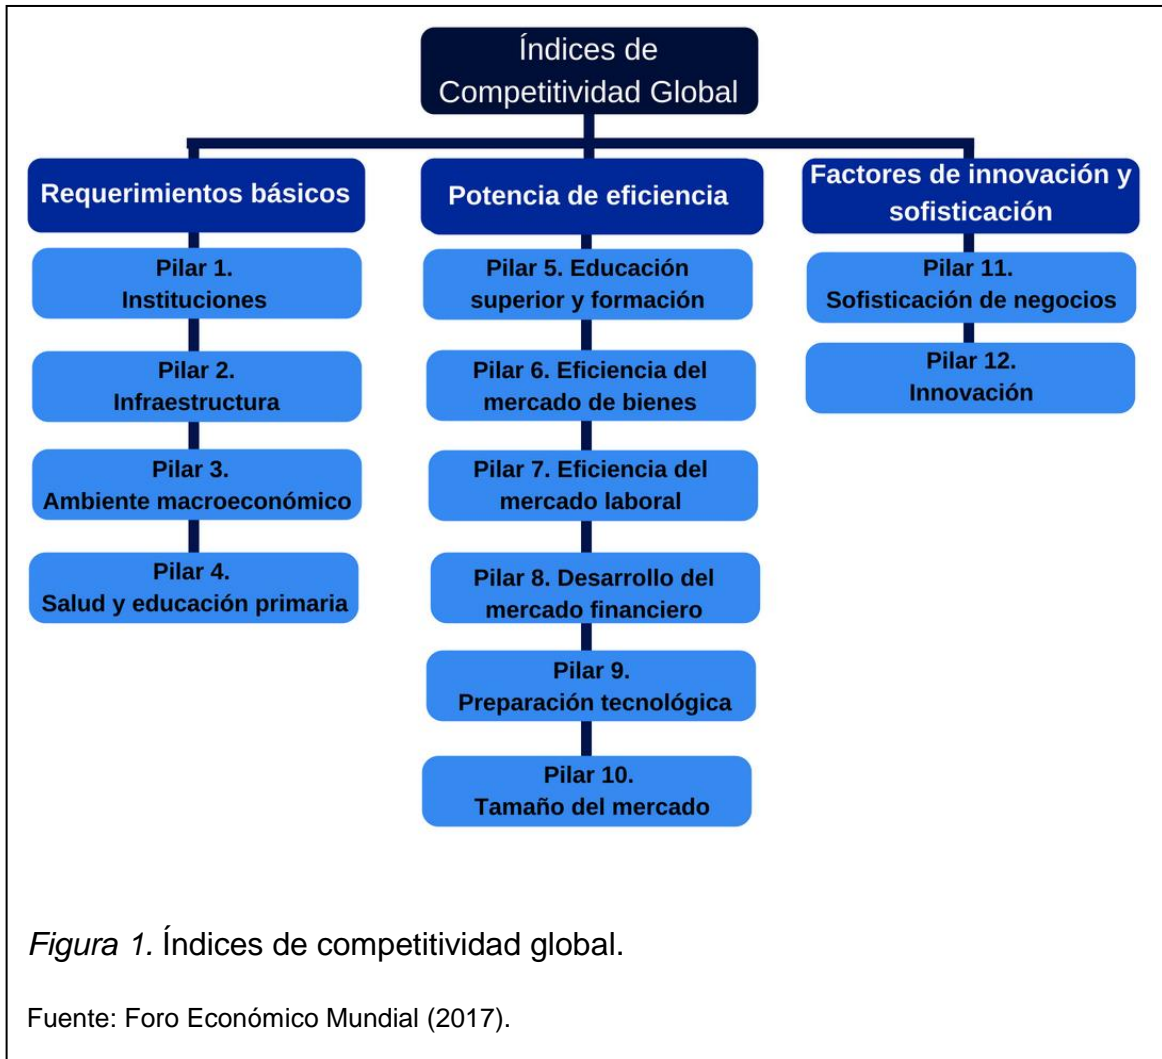 Índices de
Competitividad Global
Requerimientos básicos
Pilar 1.
Instituciones
Pilar 2.
Infraestructura
Pilar 3.
Ambiente macroeconómico
Pilar 4.
Salud y educación primaria
Potencia de eficiencia
Pilar 5. Educación
superior y formación
Pilar 6. Eficiencia del
mercado de bienes
Pilar 7. Eficiencia del
mercado laboral
Pilar 8. Desarrollo del
mercado financiero
Pilar 9.
Preparación tecnológica
Pilar 10.
Tamaño del mercado
Factores de innovación y
sofisticación
Pilar 11.
Sofisticación de negocios
Pilar 12.
Innovación
Figura 1. Índices de competitividad global.
Fuente: Foro Económico Mundial (2017).